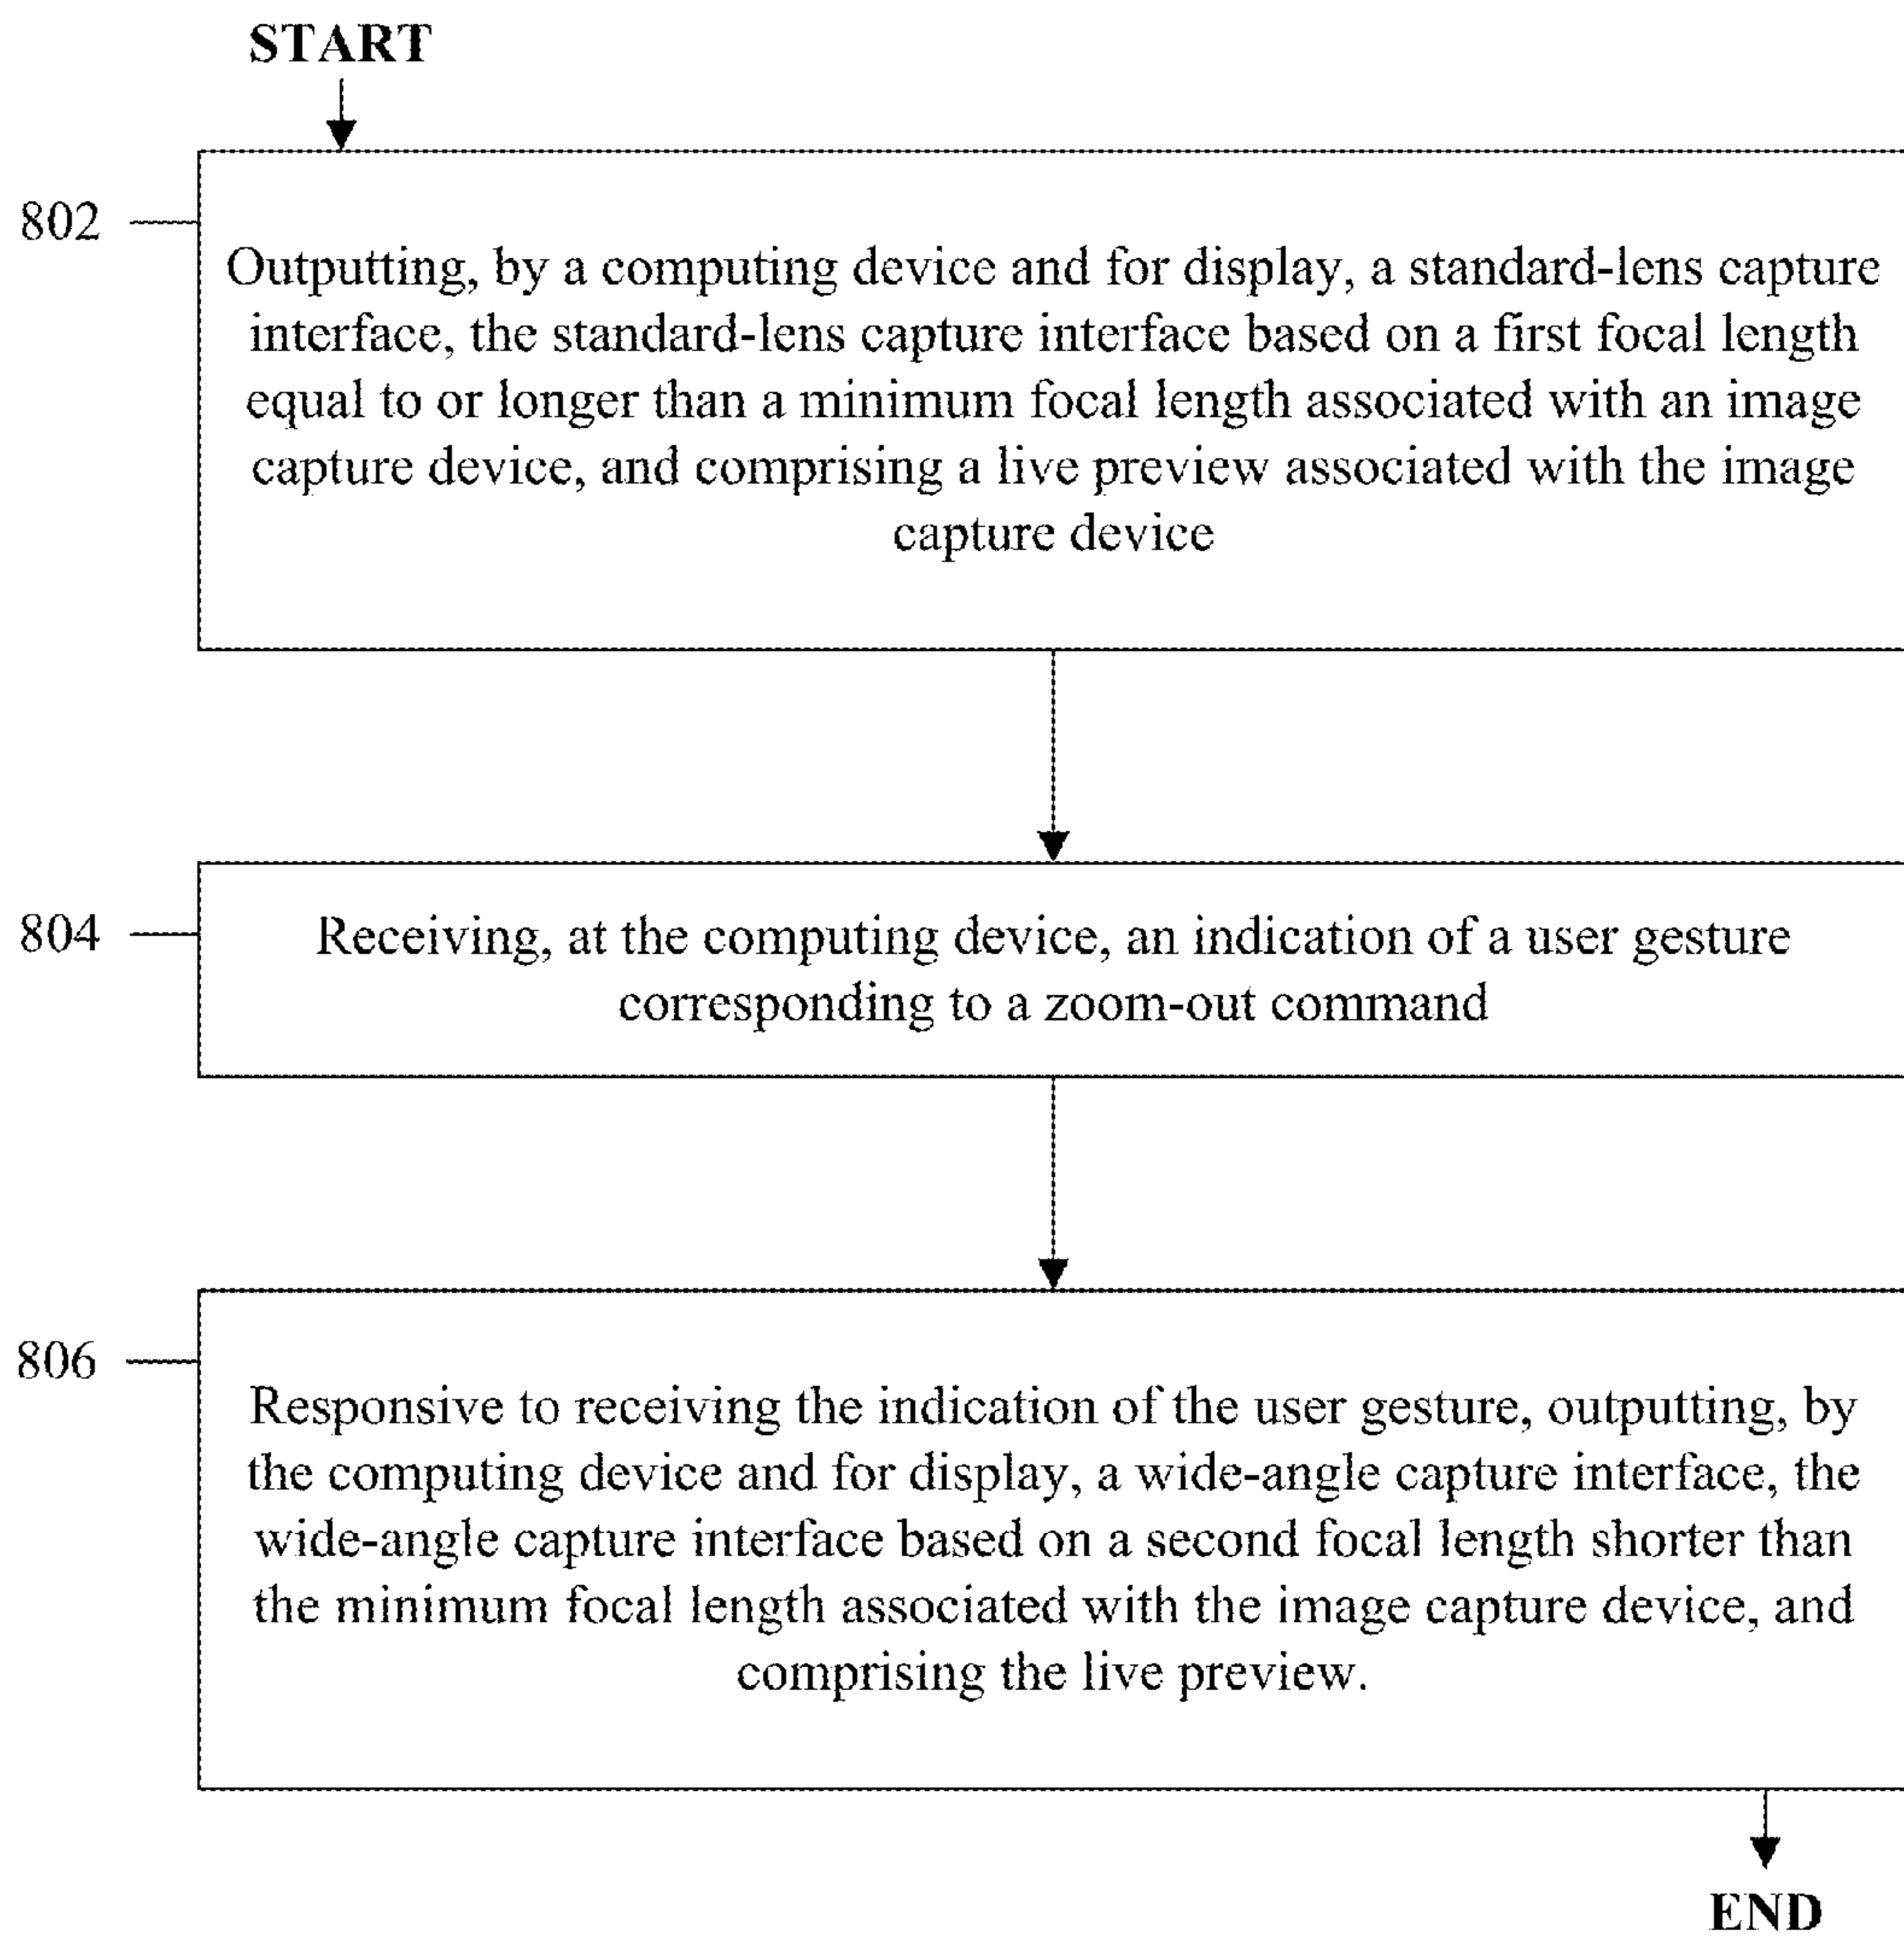 START
802
Outputting, by a computing device and for display, a standard-lens capture
interface, the standard-lens capture interface based on a first focal length
equal to or longer than a minimum focal length associated with an image
capture device, and comprising a live preview associated with the image
capture device
804
Receiving, at the computing device, an indication of a user gesture
corresponding to a zoom-out command
806
Responsive to receiving the indication of the user gesture, outputting, by
the computing device and for display, a wide-angle capture interface, the
wide-angle capture interface based on a second focal length shorter than
the minimum focal length associated with the image capture device, and
comprising the live preview.
END